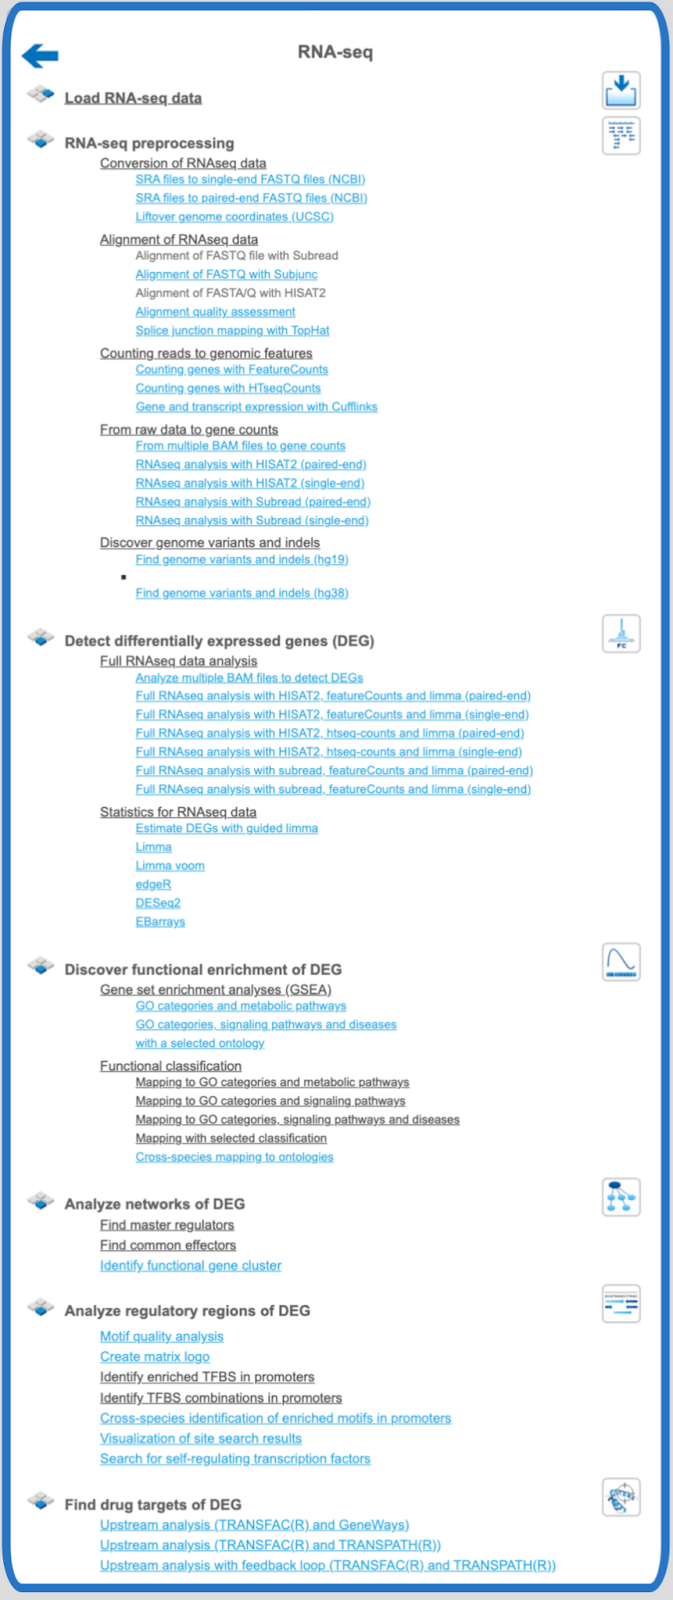 RNA-seq
Load RNA-seq data
RNA-seq preprocessing
Conversion of RNAseq data
SRA files to single-end FASTQ files (NCBI)
SRA files to paired-end FASTQ files (NCBI)
Liftover genome coordinates (UCSC)
Alignment of RNAseq data
Alignment of FASTQ file with Subread
Alignment of FASTQ with Subjunc
Alignment of FASTA/Q with HISAT2
Alignment quality assessment
Splice junction mapping with TopHat
Counting reads to genomic features
Counting genes with FeatureCounts
Counting genes with HTseqCounts
Gene and transcript expression with Cufflinks
From raw data to gene counts
From multiple BAM files to gene counts
RNAseq analysis with HISAT2 (paired-end)
RNAseq analysis with HISAT2 (single-end)
RNAseq analysis with Subread (paired-end)
RNAseq analysis with Subread (single-end)
Discover genome variants and indels
Find genome variants and indels (hg19)
Find genome variants and indels (hg38)
Detect differentially expressed genes (DEG)
FC
Full RNAseq data analysis
Analyze multiple BAM files to detect DEGs
Full RNAseq analysis with HISAT2, featureCounts and limma (paired-end)
Full RNAseq analysis with HISAT2, featureCounts and limma (single-end)
Full RNAseq analysis with HISAT2, htseq-counts and limma (paired-end)
Full RNAseq analysis with HISAT2, htseq-counts and limma (single-end)
Full RNAseq analysis with subread, featureCounts and limma (paired-end)
Full RNAseq analysis with subread, featureCounts and limma (single-end)
Statistics for RNAseq data
Estimate DEGs with guided limma
Limma
Limma voom
edgeR
DESeq2
EBarrays
Discover functional enrichment of DEG
Gene set enrichment analyses (GSEA)
GO categories and metabolic pathways
GO categories, signaling pathways and diseases
with a selected ontology
Functional classification
Mapping to GO categories and metabolic pathways
Mapping to GO categories and signaling pathways
Mapping to GO categories, signaling pathways and diseases
Mapping with selected classification
Cross-species mapping to ontologies
Analyze networks of DEG
Find master regulators
Find common effectors
Identify functional gene cluster
Analyze regulatory regions of DEG
Motif quality analysis
Create matrix logo
Identify enriched TFBS in promoters
Identify TFBS combinations in promoters
Cross-species identification of enriched motifs in promoters
Visualization of site search results
Search for self-regulating transcription factors
Find drug targets of DEG
Upstream analysis (TRANSFAC(R) and GeneWays)
Upstream analysis (TRANSFAC(R) and TRANSPATH(R))
Upstream analysis with feedback loop (TRANSFAC(R) and TRANSPATH(R))